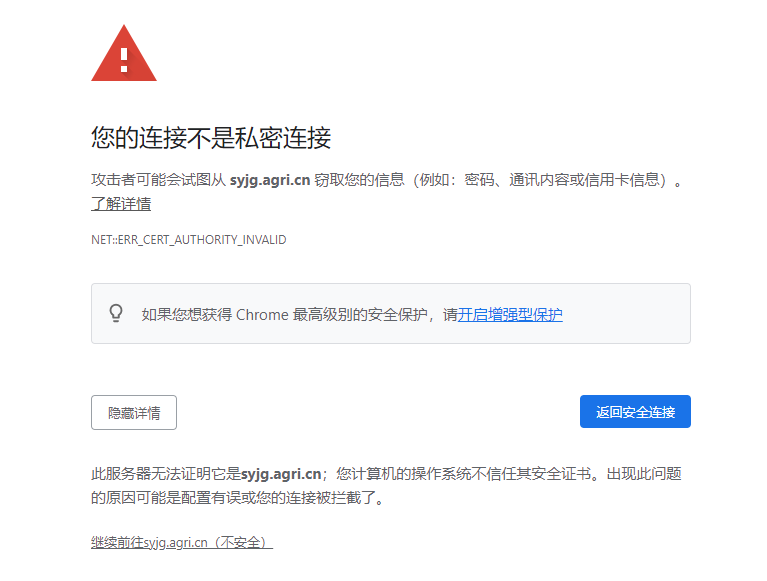 您的连接不是私密连接
攻击者可能会试图从 syjg.agri.cn 窃取您的信息（例如：密码、通讯内容或信用卡信息）。
了解详情
NET::ERR_CERT_AUTHORITY_INVALID
如果您想获得 Chrome 最高级别的安全保护，请开启增强型保护
隐藏详情
返回安全连接
此服务器无法证明它是syjg.agri.cn；您计算机的操作系统不信任其安全证书。出现此问题
的原因可能是配置有误或您的连接被拦截了。
继续前往syjg.agri.cn（不安全）